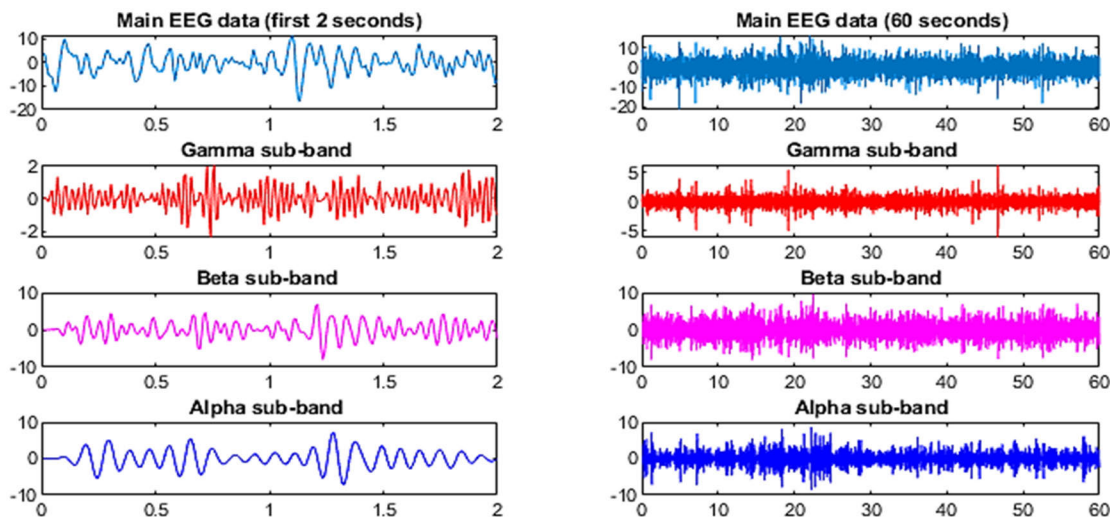 Main EEG data (first 2 seconds)
10
0
-10
-20
0 0.5 1 1.5 2
Gamma sub-band
2
0
-2
0 0.5 1 1.5 2
Beta sub-band
10
0
-10
0 0.5 1 1.5 2
Alpha sub-band
10
0
-10
0 0.5 1 1.5 2
Main EEG data (60 seconds)
10
0
-10
-20
0 10 20 30 40 50 60
Gamma sub-band
5
0
-5
0 10 20 30 40 50 60
Beta sub-band
10
0
-10
0 10 20 30 40 50 60
Alpha sub-band
10
0
-10
0 10 20 30 40 50 60